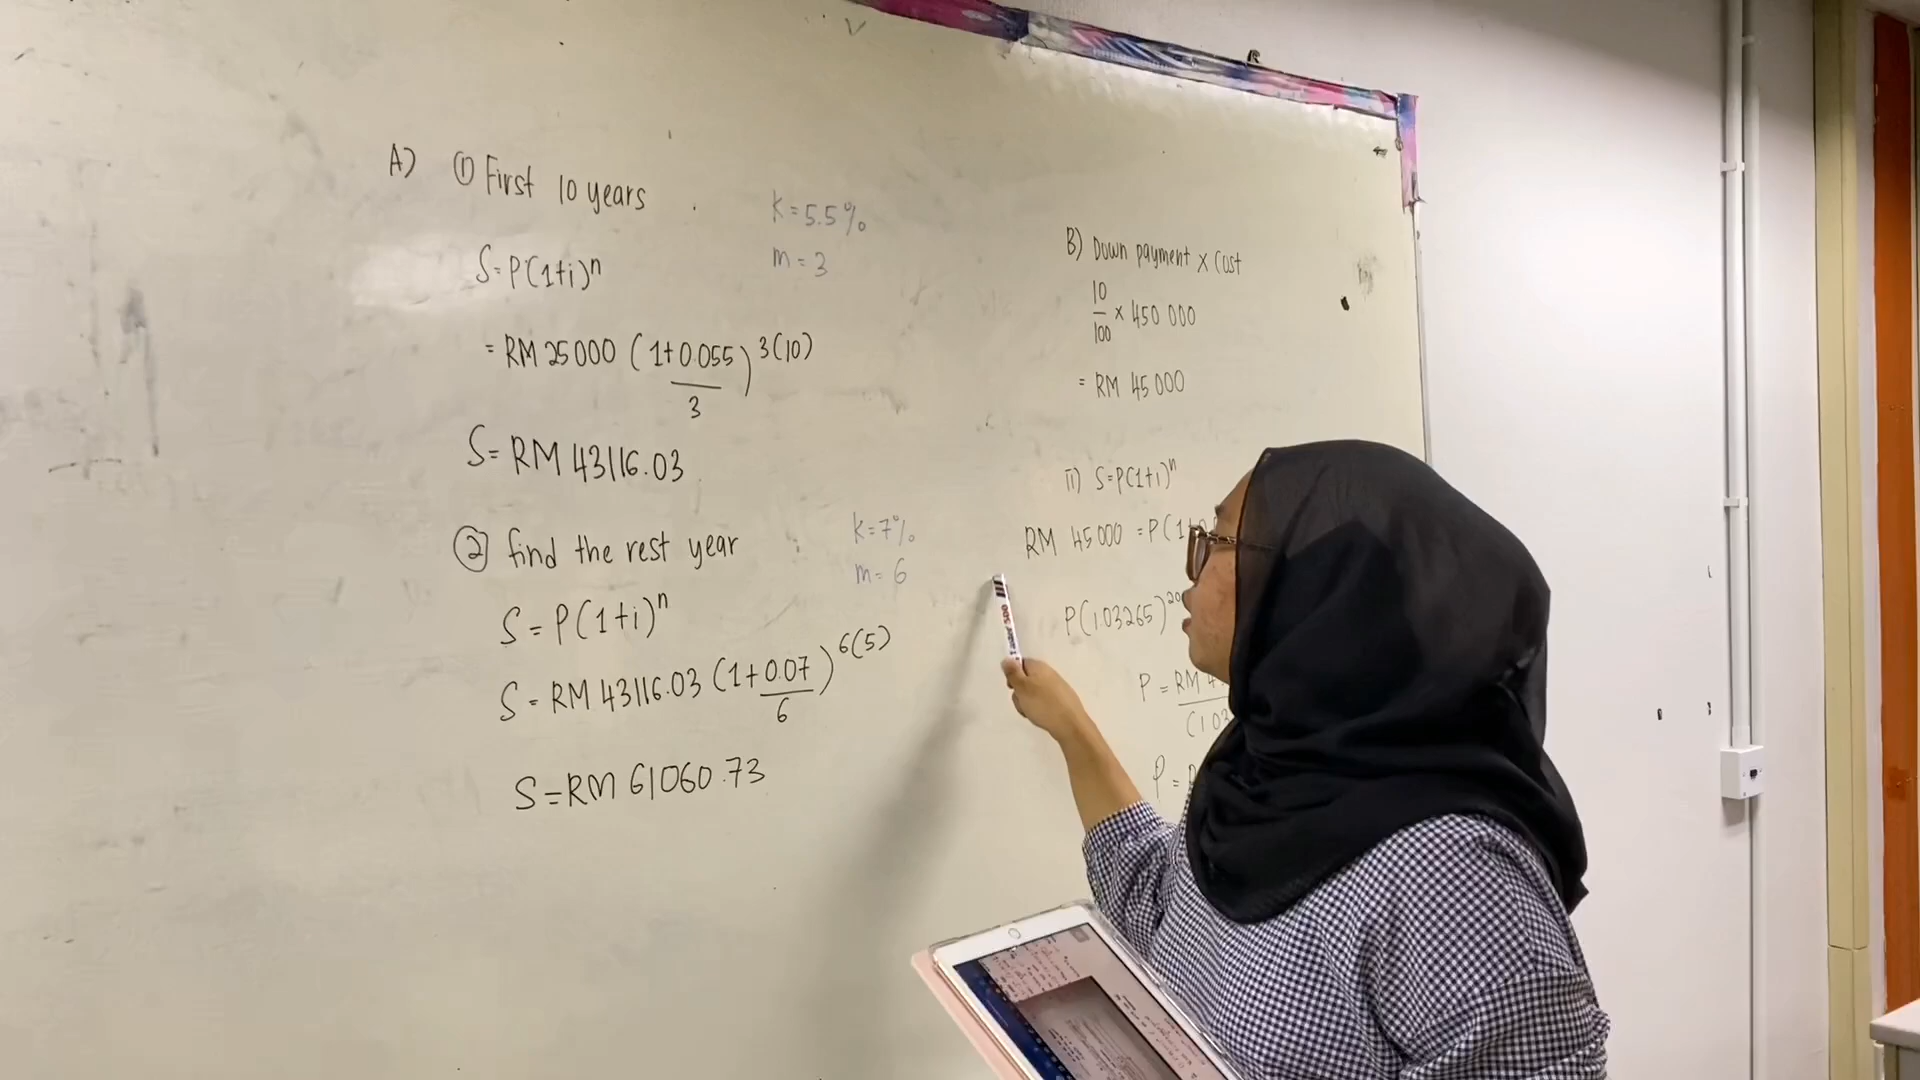 A) ① First 10 years
k=5.5%
m=3
S=P(1+i)ⁿ
= RM 25000 (1+0.055/3)^3(10)
S= RM 43116.03
② find the rest year
k=7%
m=6
S=P(1+i)ⁿ
S= RM 43116.03 (1+0.07/6)^6(5)
S=RM 61060.73
B) Down payment x Cost
10/100 x 450 000
= RM 45 000
ii) S=P(1+i)ⁿ
RM 45 000 = P(1+
P(1.03265)^20
P = RM
(1.03
P =